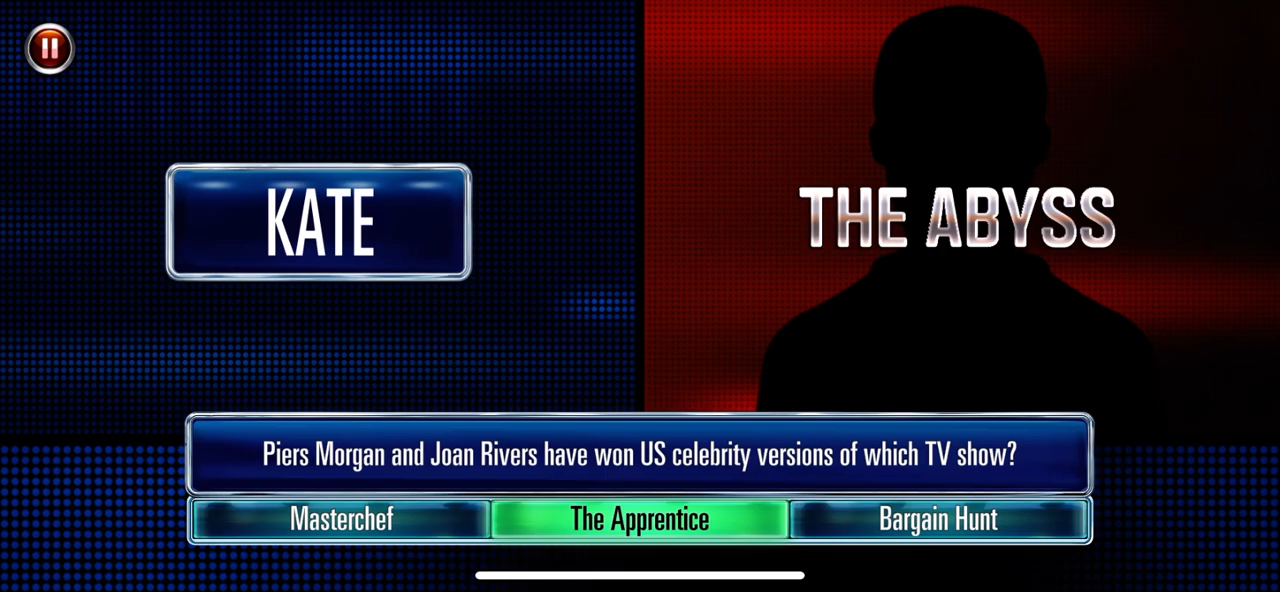 KATE
THE ABYSS
Piers Morgan and Joan Rivers have won US celebrity versions of which TV show?
Masterchef
The Apprentice
Bargain Hunt